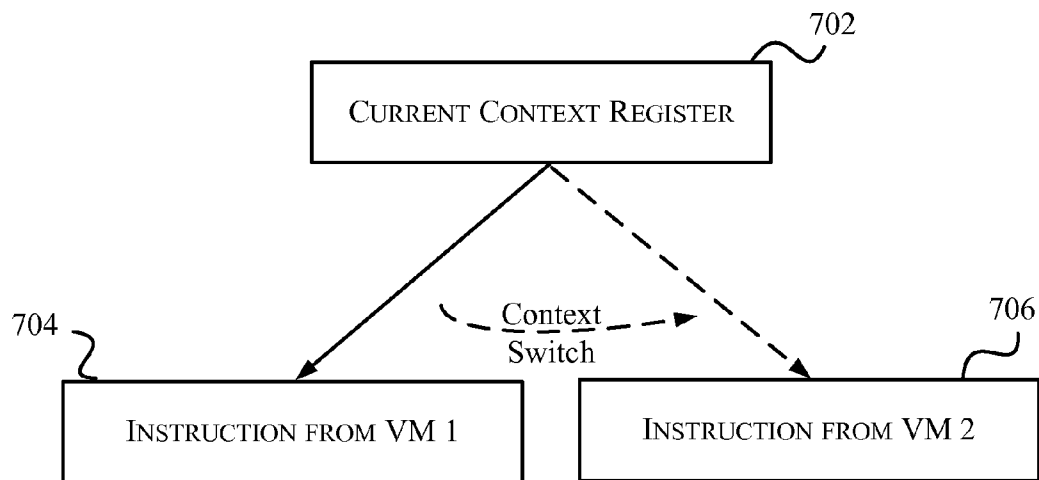 702
CURRENT CONTEXT REGISTER
704
Context
Switch
706
INSTRUCTION FROM VM 1
INSTRUCTION FROM VM 2